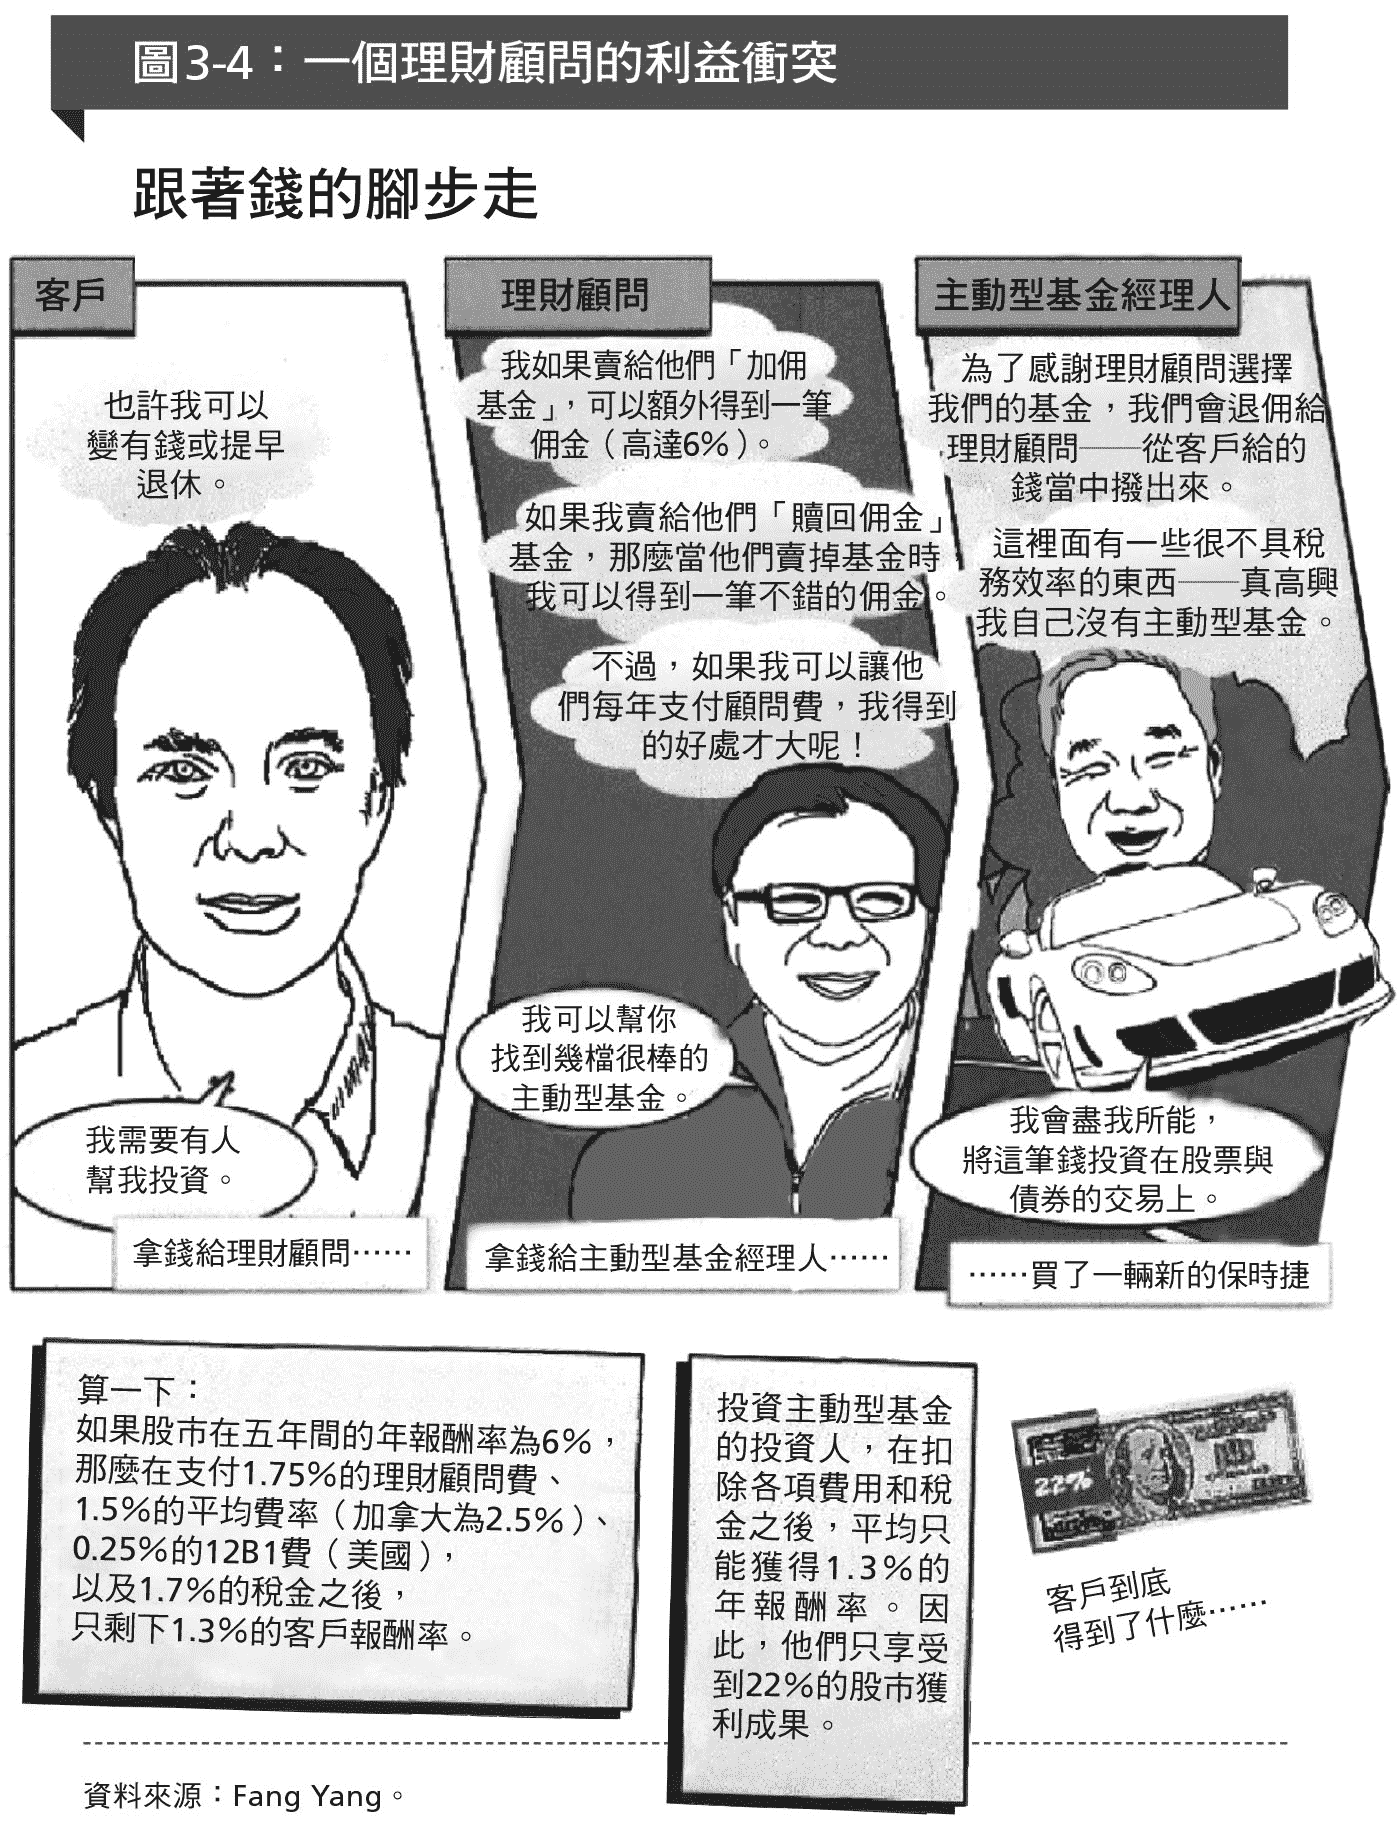 圖3-4：一個理財顧問的利益衝突
跟著錢的腳步走
客戶
也許我可以
變有錢或提早
退休。
我需要有人
幫我投資。
拿錢給理財顧問⋯⋯
理財顧問
我如果賣給他們「加佣
基金」，可以額外得到一筆
佣金（高達6%）。
如果我賣給他們「贖回佣金」
基金，那麼當他們賣掉基金時
我可以得到一筆不錯的佣金。
不過，如果我可以讓他
們每年支付顧問費，我得到
的好處才大呢！
我可以幫你
找到幾檔很棒的
主動型基金。
拿錢給主動型基金經理人⋯⋯
主動型基金經理人
為了感謝理財顧問選擇
我們的基金，我們會退佣給
理財顧問——從客戶給的
錢當中撥出來。
這裡面有一些很不具稅
務效率的東西——真高興
我自己沒有主動型基金。
我會盡我所能，
將這筆錢投資在股票與
債券的交易上。
⋯⋯買了一輛新的保時捷
算一下：
如果股市在五年間的年報酬率為6%，
那麼在支付1.75%的理財顧問費、
1.5%的平均費率（加拿大為2.5%）、
0.25%的12B1費（美國），
以及1.7%的稅金之後，
只剩下1.3%的客戶報酬率。
投資主動型基金
的投資人，在扣
除各項費用和稅
金之後，平均只
能獲得1.3%的
年報酬率。因
此，他們只享受
到22%的股市獲
利成果。
22%
客戶到底
得到了什麼⋯⋯
資料來源：Fang Yang。